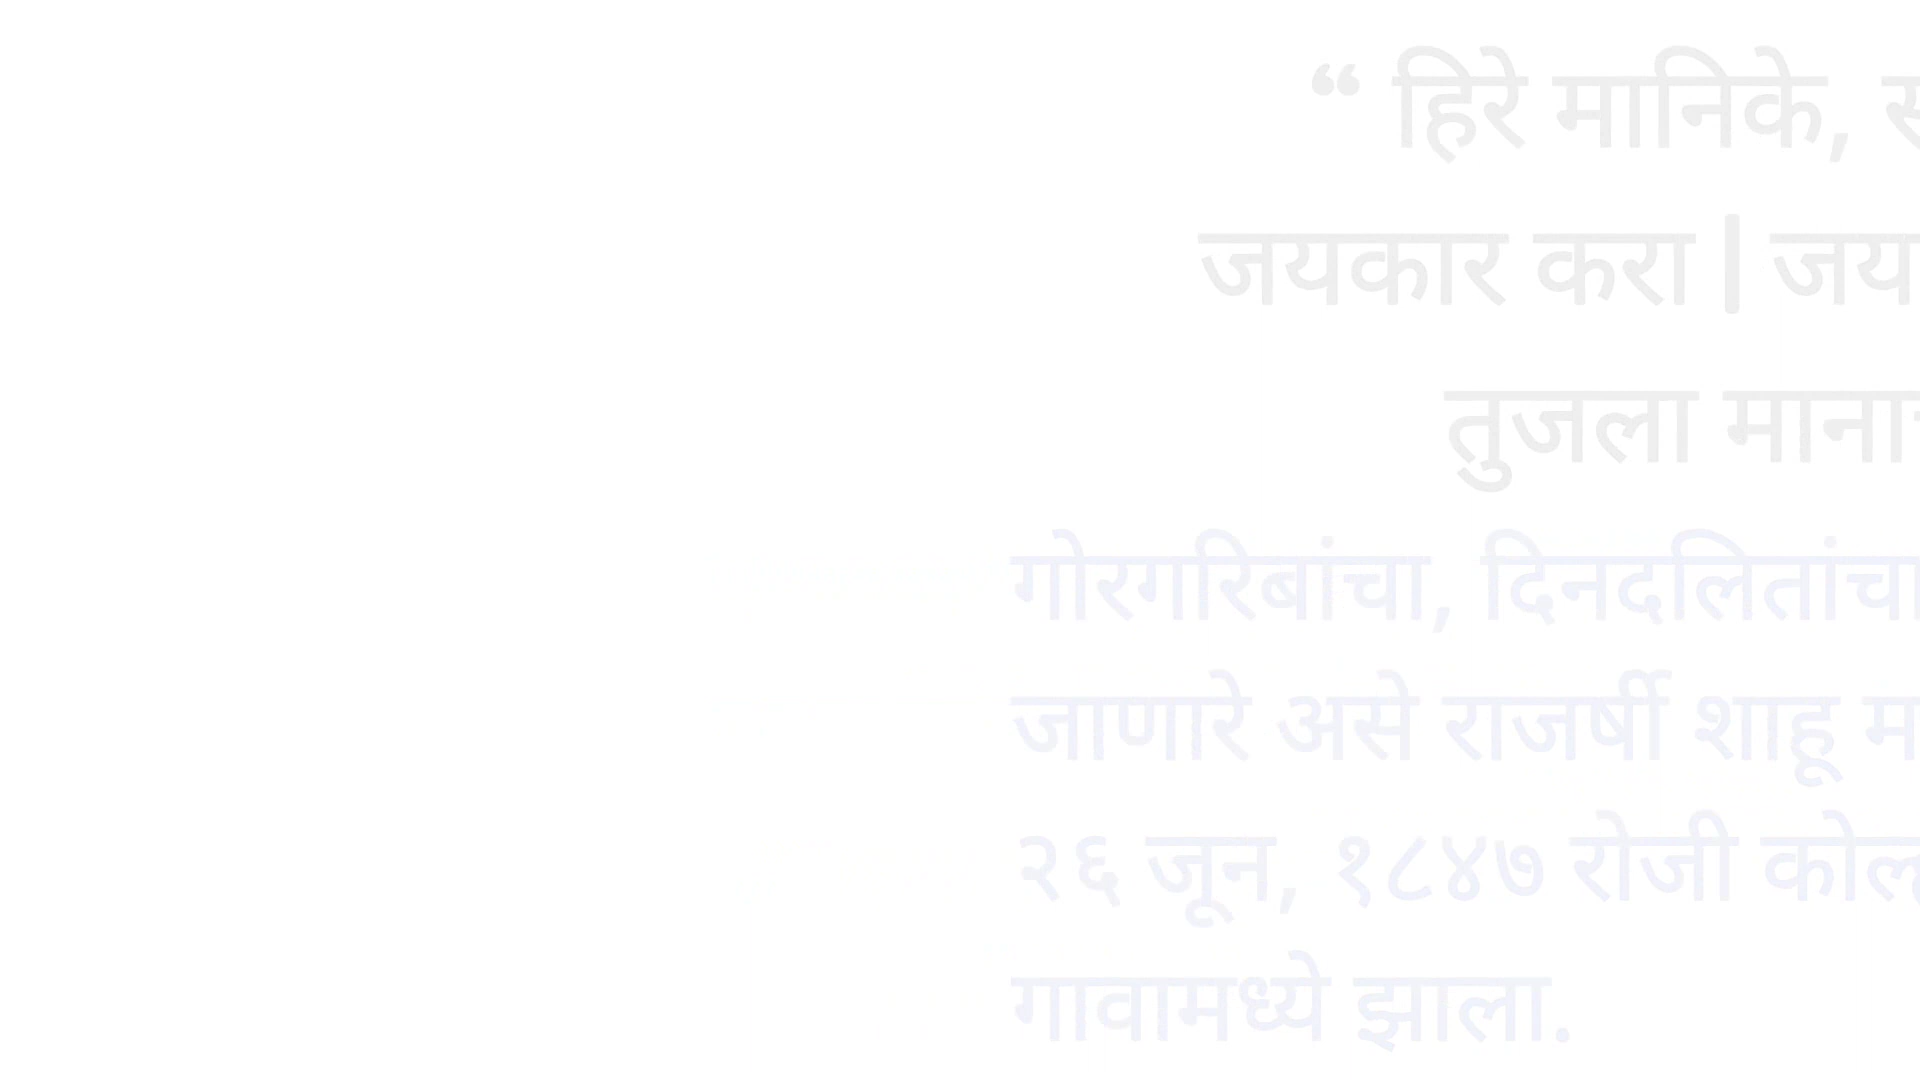 “ हिरे मानिके,
जयकार करा | जय
तुजला
गोरगरिबांचा, दिनदलितांचा
जाणारे असे राजर्षी शाहू
२६ जून, १८४७ रोजी
गावामध्ये झाला.